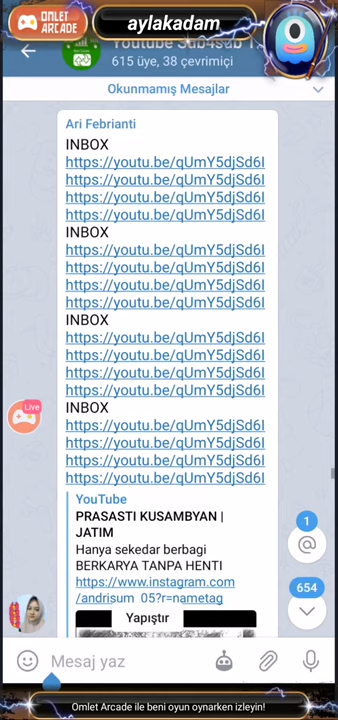 OMLET
ARCADE
aylakadam
Youtube Sub4sub 1
615 üye, 38 çevrimiçi
Okunmamış Mesajlar
Ari Febrianti
INBOX
https://youtu.be/qUmY5djSd6I
https://youtu.be/qUmY5djSd6I
https://youtu.be/qUmY5djSd6I
https://youtu.be/qUmY5djSd6I
INBOX
https://youtu.be/qUmY5djSd6I
https://youtu.be/qUmY5djSd6I
https://youtu.be/qUmY5djSd6I
https://youtu.be/qUmY5djSd6I
INBOX
https://youtu.be/qUmY5djSd6I
https://youtu.be/qUmY5djSd6I
https://youtu.be/qUmY5djSd6I
https://youtu.be/qUmY5djSd6I
INBOX
https://youtu.be/qUmY5djSd6I
https://youtu.be/qUmY5djSd6I
https://youtu.be/qUmY5djSd6I
https://youtu.be/qUmY5djSd6I
Live
YouTube
PRASASTI KUSAMBYAN |
JATIM
Hanya sekedar berbagi
BERKARYA TANPA HENTI
https://www.instagram.com
/andrisum_05?r=nametag
1
@
654
Yapıştır
Mesaj yaz
Omlet Arcade ile beni oyun oynarken izleyin!